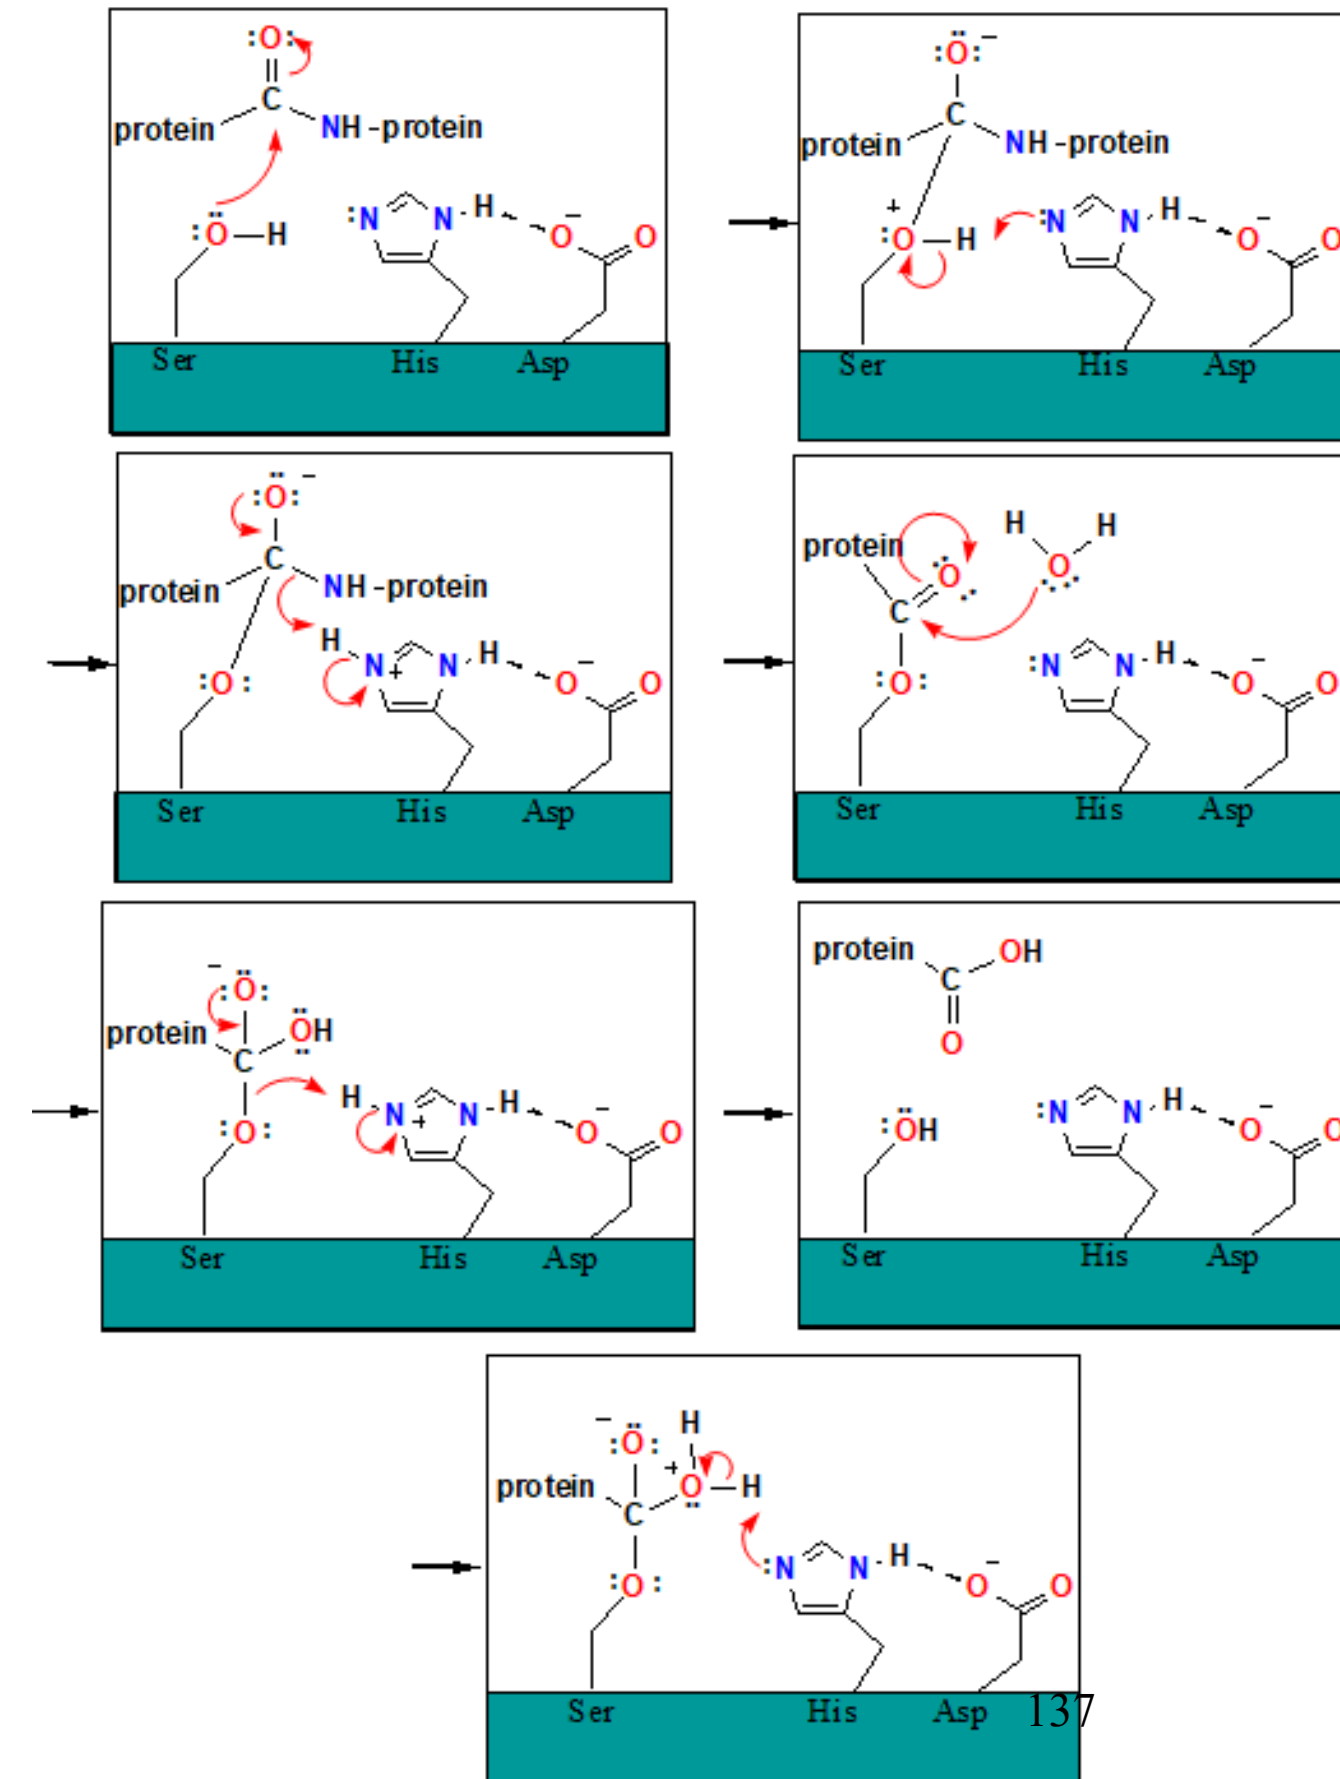 :O:
C
protein NH-protein
:O—H :N N-H O⁻ O
Ser His Asp
:O:⁻
C
protein NH-protein
+
:O—H :N N-H O⁻ O
Ser His Asp
:O:⁻
C
protein NH-protein
H
:O: N+ N-H O⁻ O
Ser His Asp
H H
protein O O
C
:O: :N N-H O⁻ O
Ser His Asp
⁻
:O:
protein OH
C
H
:O: N+ N-H O⁻ O
Ser His Asp
protein OH
C
O
:OH :N N-H O⁻ O
Ser His Asp
⁻ H
:O: +
protein O—H
C
:N N-H O⁻ O
:O:
Ser His Asp 137